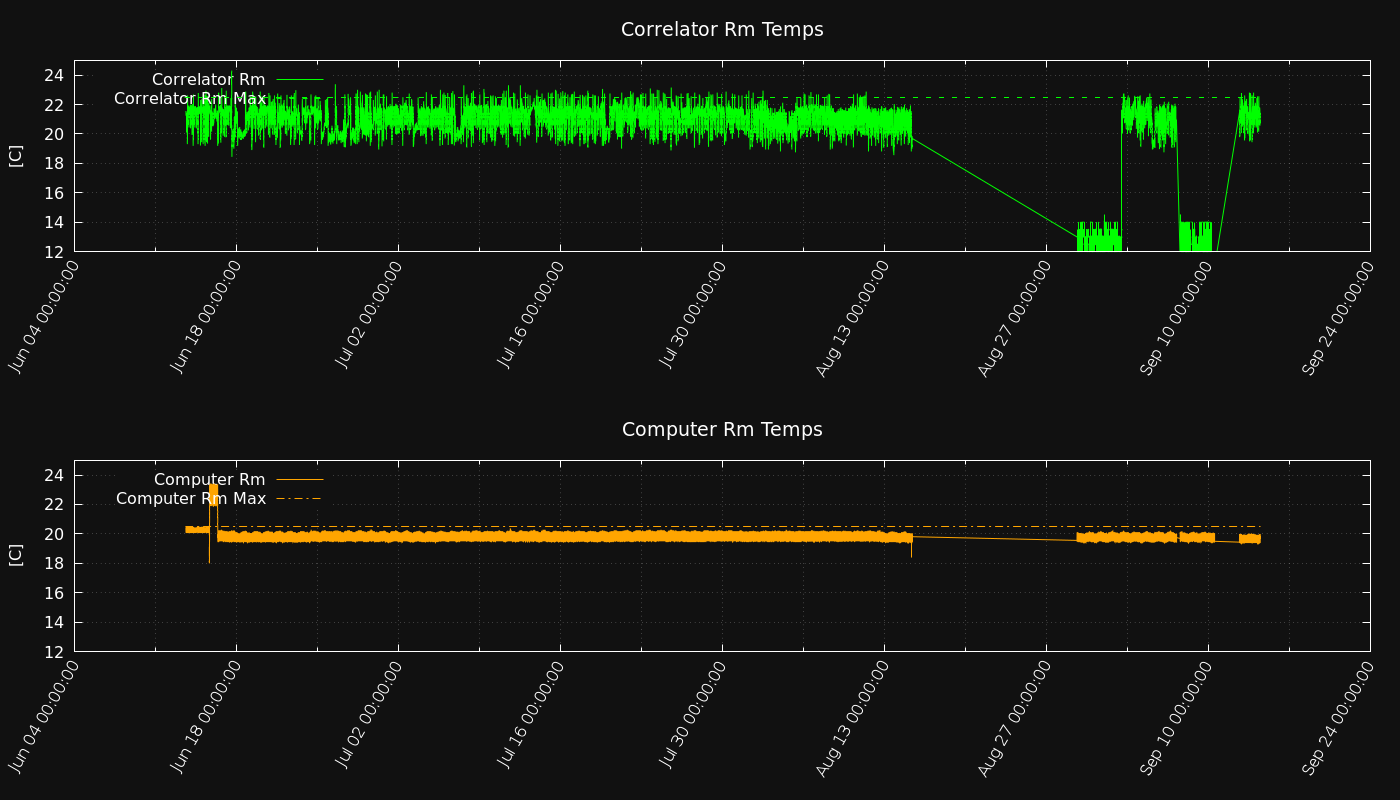 Correlator Rm Temps
Correlator Rm
Correlator Rm Max
24
22
20
18
16
14
12
[C]
Jun 04 00:00:00
Jun 18 00:00:00
Jul 02 00:00:00
Jul 16 00:00:00
Jul 30 00:00:00
Aug 13 00:00:00
Aug 27 00:00:00
Sep 10 00:00:00
Sep 24 00:00:00
Computer Rm Temps
Computer Rm
Computer Rm Max
24
22
20
18
16
14
12
[C]
Jun 04 00:00:00
Jun 18 00:00:00
Jul 02 00:00:00
Jul 16 00:00:00
Jul 30 00:00:00
Aug 13 00:00:00
Aug 27 00:00:00
Sep 10 00:00:00
Sep 24 00:00:00